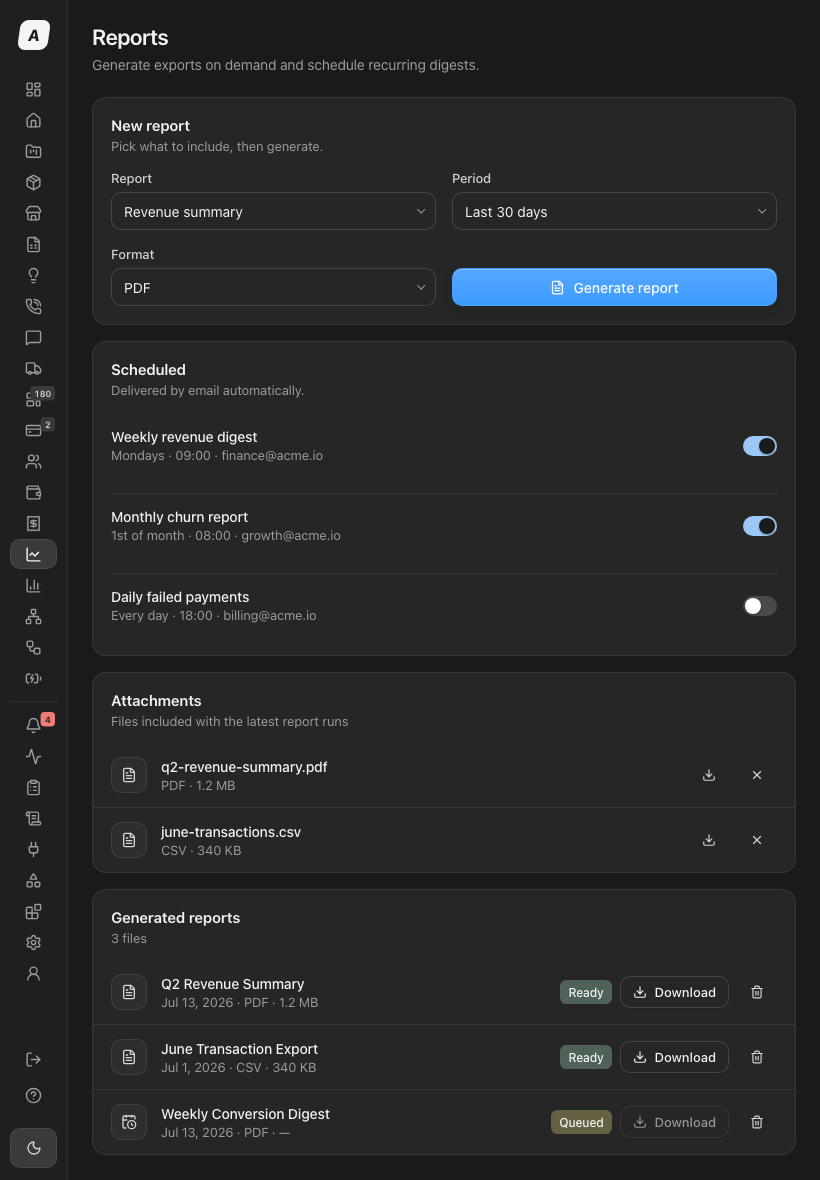 A
Reports
Generate exports on demand and schedule recurring digests.
New report
Pick what to include, then generate.
Report
Period
Revenue summary
Last 30 days
Format
PDF
Generate report
Scheduled
Delivered by email automatically.
180
2
Weekly revenue digest
Mondays · 09:00 · finance@acme.io
Monthly churn report
1st of month · 08:00 · growth@acme.io
Daily failed payments
Every day · 18:00 · billing@acme.io
Attachments
Files included with the latest report runs
4
q2-revenue-summary.pdf
PDF · 1.2 MB
june-transactions.csv
CSV · 340 KB
Generated reports
3 files
Q2 Revenue Summary
Jul 13, 2026 · PDF · 1.2 MB
Ready
Download
June Transaction Export
Jul 1, 2026 · CSV · 340 KB
Ready
Download
Weekly Conversion Digest
Jul 13, 2026 · PDF · —
Queued
Download